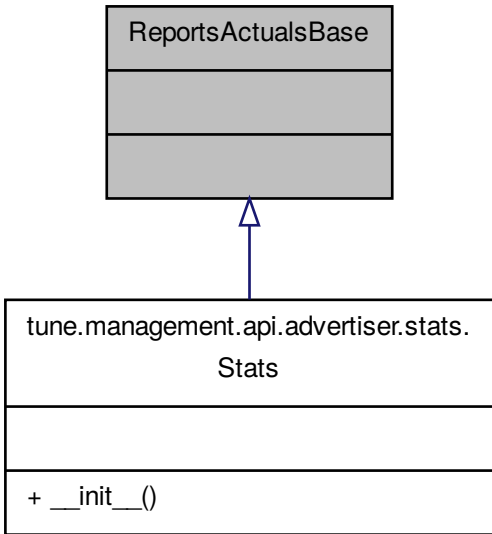 ReportsActualsBase
tune.management.api.advertiser.stats.
Stats
+ __init__()